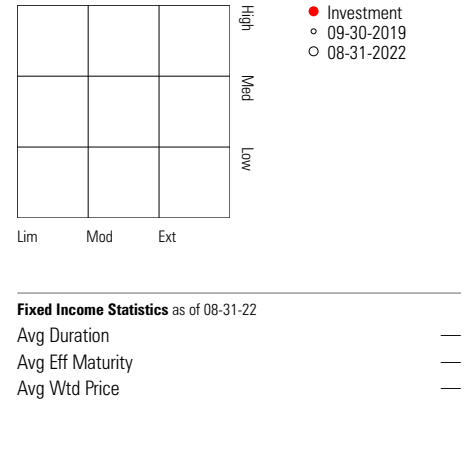 High
Med
Low
Lim Mod Ext
Investment
09-30-2019
08-31-2022
Fixed Income Statistics as of 08-31-22
Avg Duration —
Avg Eff Maturity —
Avg Wtd Price —